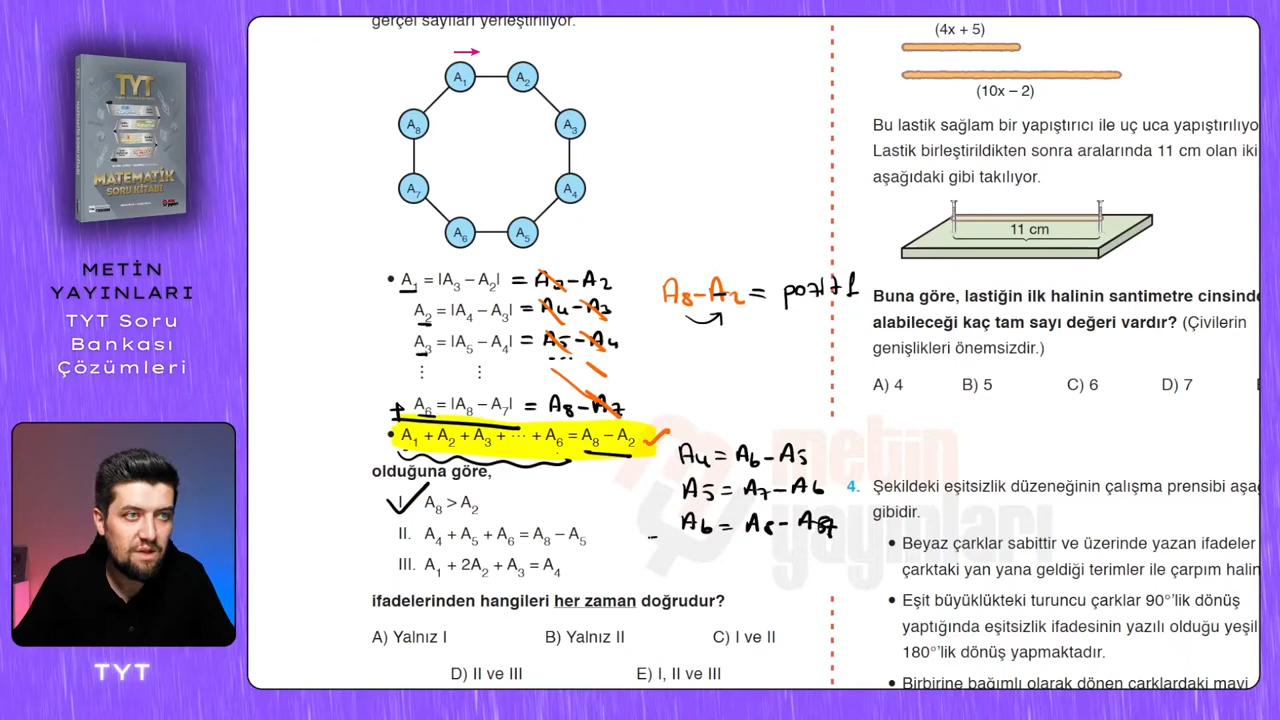 TYT
MATEMATİK
SORU KİTABI
METİN
YAYINLARI
TYT Soru
Bankası
Çözümleri
TYT
gerçel sayıları yerleştiriliyor.
A₁ A₂
A₈ A₃
A₇ A₄
A₆ A₅
• A₁ = |A₃ – A₂| = A₃ – A₂
A₂ = |A₄ – A₃| = A₄ – A₃
A₃ = |A₅ – A₄| = A₅ – A₄
⋮ ⋮
+ A₆ = |A₈ – A₇| = A₈ – A₇
• A₁ + A₂ + A₃ + ⋯ + A₆ = A₈ – A₂
A₈ – A₂ = pozitif
olduğuna göre,
I. A₈ > A₂
II. A₄ + A₅ + A₆ = A₈ – A₅
III. A₁ + 2A₂ + A₃ = A₄
A₄ = A₆ – A₅
A₅ = A₇ – A₆
A₆ = A₈ – A₇
ifadelerinden hangileri her zaman doğrudur?
A) Yalnız I B) Yalnız II C) I ve II
D) II ve III E) I, II ve III
metin
yayınları
(4x + 5)
(10x – 2)
Bu lastik sağlam bir yapıştırıcı ile uç uca yapıştırılıyo
Lastik birleştirildikten sonra aralarında 11 cm olan iki
aşağıdaki gibi takılıyor.
11 cm
Buna göre, lastiğin ilk halinin santimetre cinsinde
alabileceği kaç tam sayı değeri vardır? (Çivilerin
genişlikleri önemsizdir.)
A) 4 B) 5 C) 6 D) 7
4. Şekildeki eşitsizlik düzeneğinin çalışma prensibi aşa
gibidir.
• Beyaz çarklar sabittir ve üzerinde yazan ifadeler
çarktaki yan yana geldiği terimler ile çarpım halin
• Eşit büyüklükteki turuncu çarklar 90°'lik dönüş
yaptığında eşitsizlik ifadesinin yazılı olduğu yeşil
180°'lik dönüş yapmaktadır.
• Birbirine bağımlı olarak dönen çarklardaki mavi